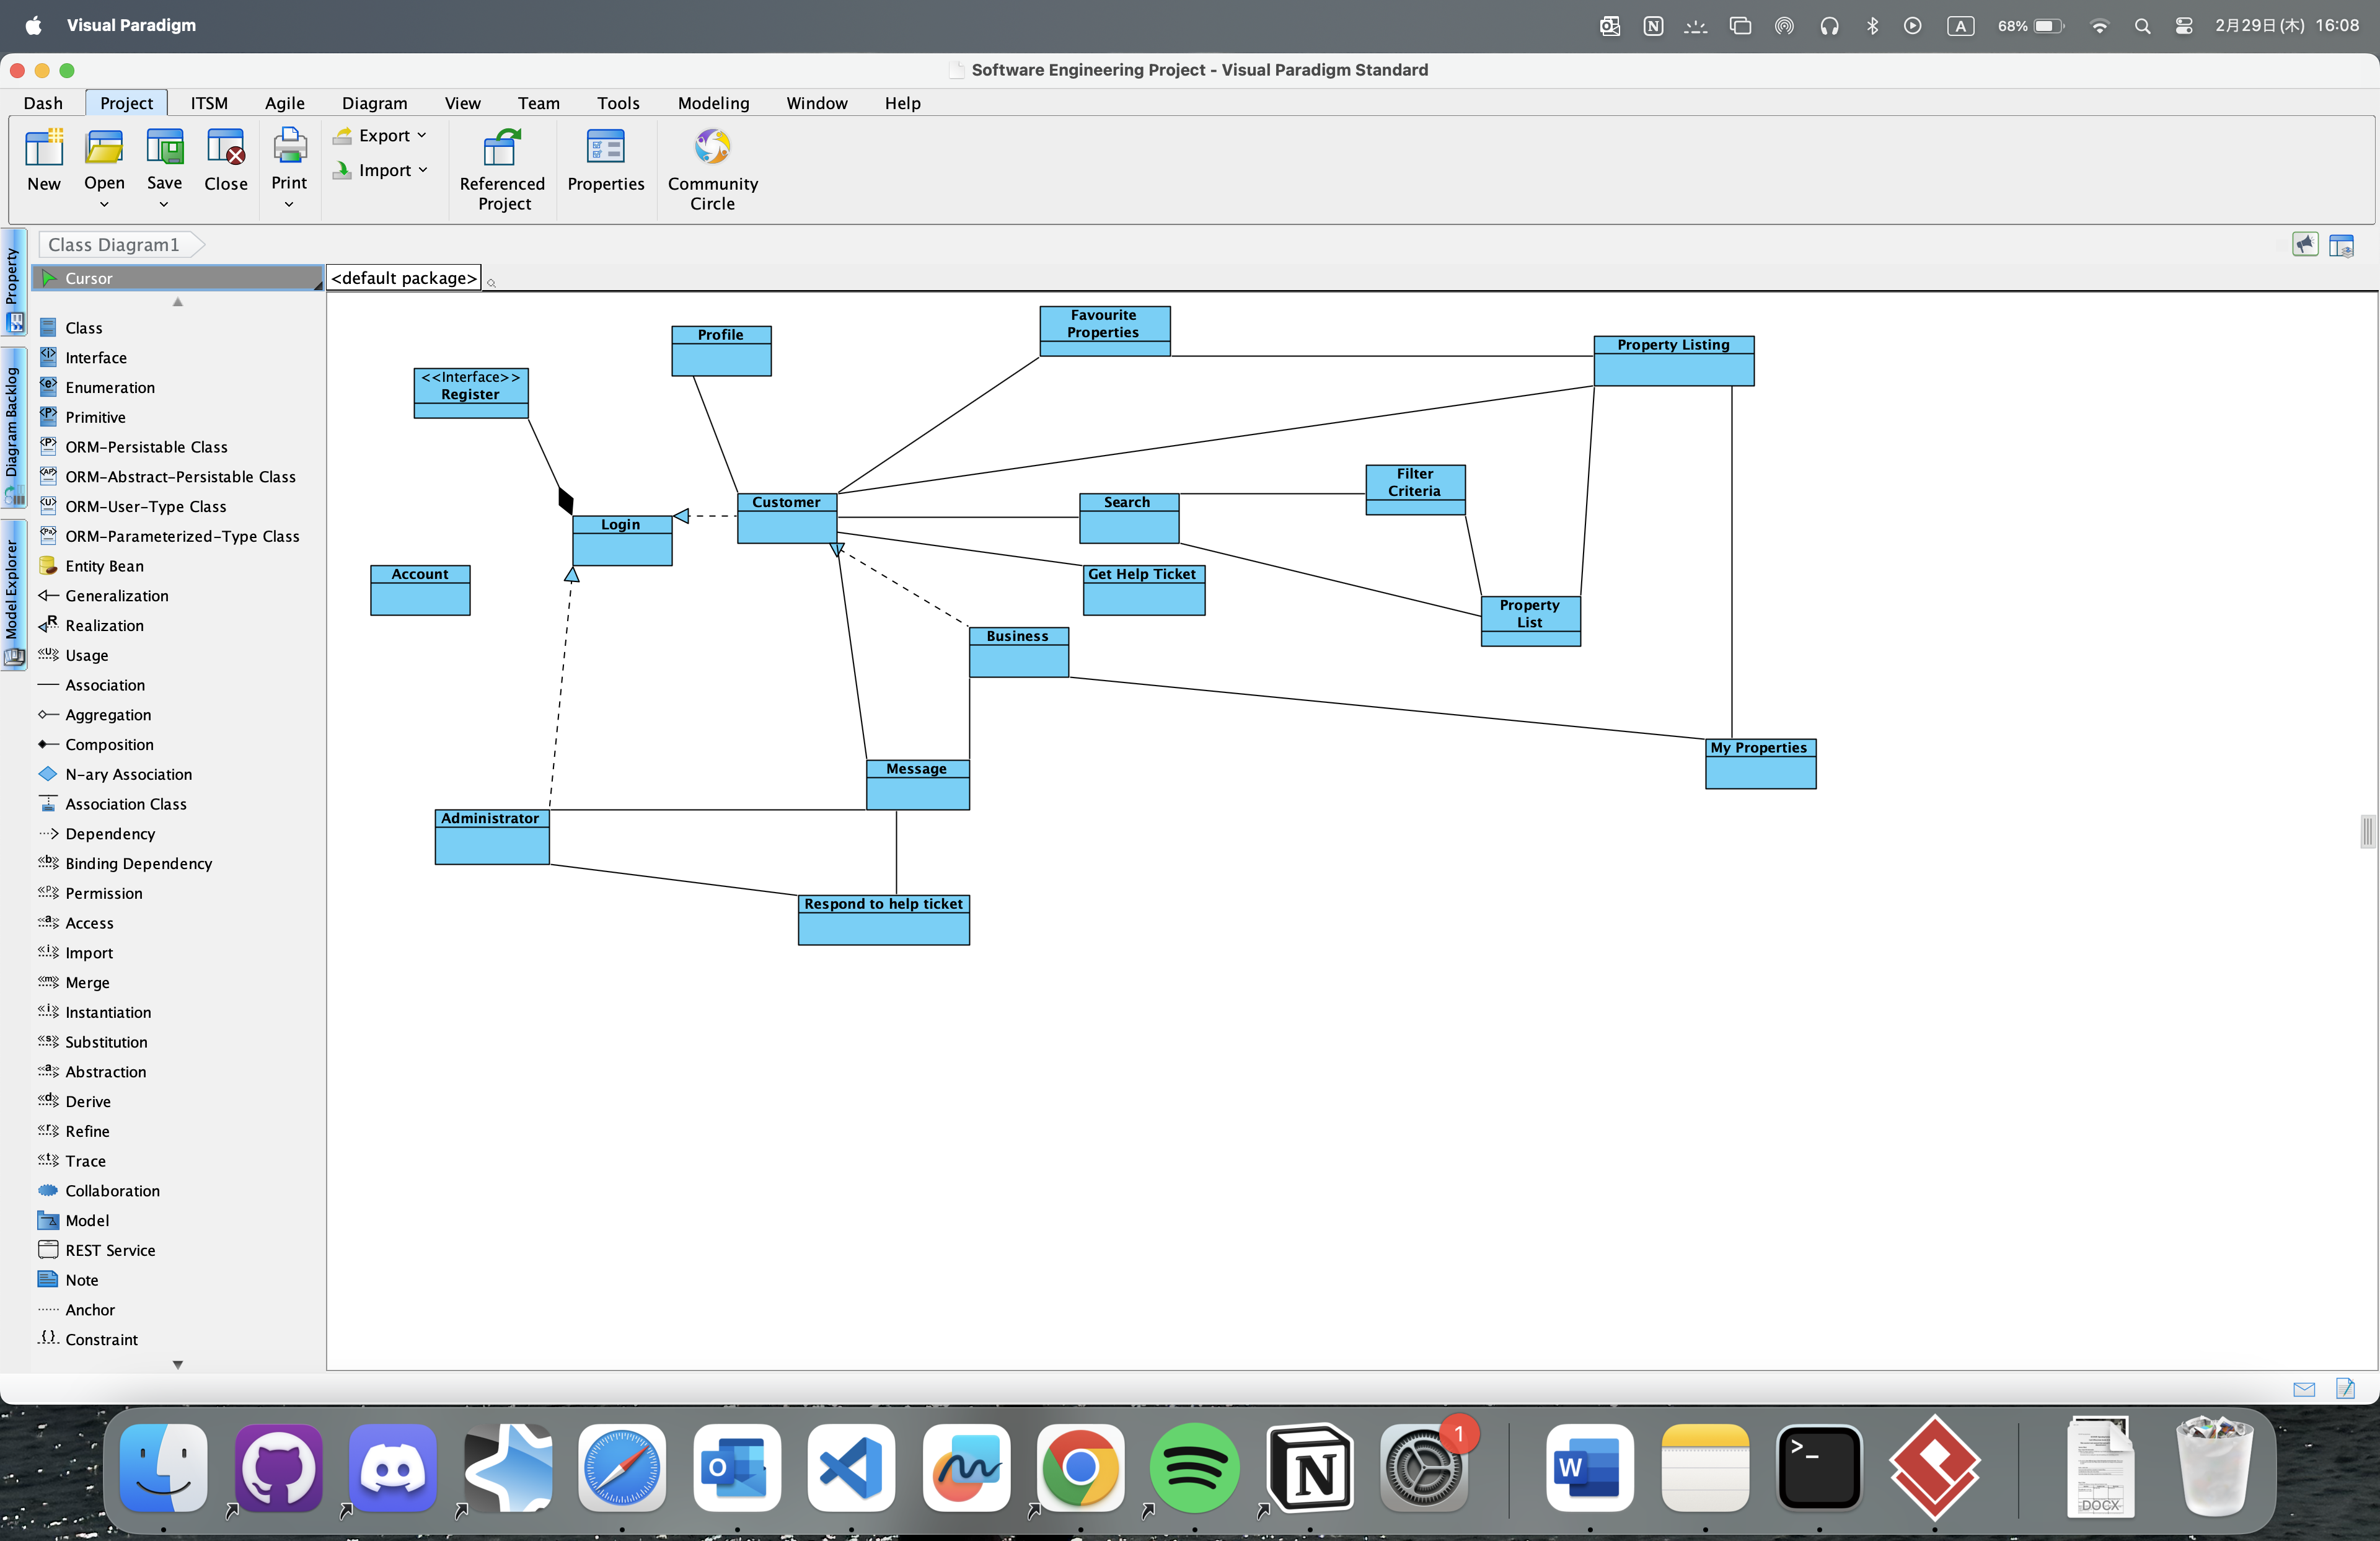 Visual Paradigm
A
68%
2月29日(木) 16:08
Software Engineering Project - Visual Paradigm Standard
Dash
Project
ITSM
Agile
Diagram
View
Team
Tools
Modeling
Window
Help
New
Open
Save
Close
Print
Export
Import
Referenced
Project
Properties
Community
Circle
Property
Diagram Backlog
Model Explorer
Class Diagram1
Cursor
<default package>
Class
Interface
Enumeration
Primitive
ORM-Persistable Class
ORM-Abstract-Persistable Class
ORM-User-Type Class
ORM-Parameterized-Type Class
Entity Bean
Generalization
Realization
Usage
Association
Aggregation
Composition
N-ary Association
Association Class
Dependency
Binding Dependency
Permission
Access
Import
Merge
Instantiation
Substitution
Abstraction
Derive
Refine
Trace
Collaboration
Model
REST Service
Note
Anchor
Constraint
Favourite
Properties
Profile
Property Listing
<<Interface>>
Register
Filter
Criteria
Customer
Search
Login
Account
Get Help Ticket
Property
List
Business
My Properties
Message
Administrator
Respond to help ticket
1
DOCX